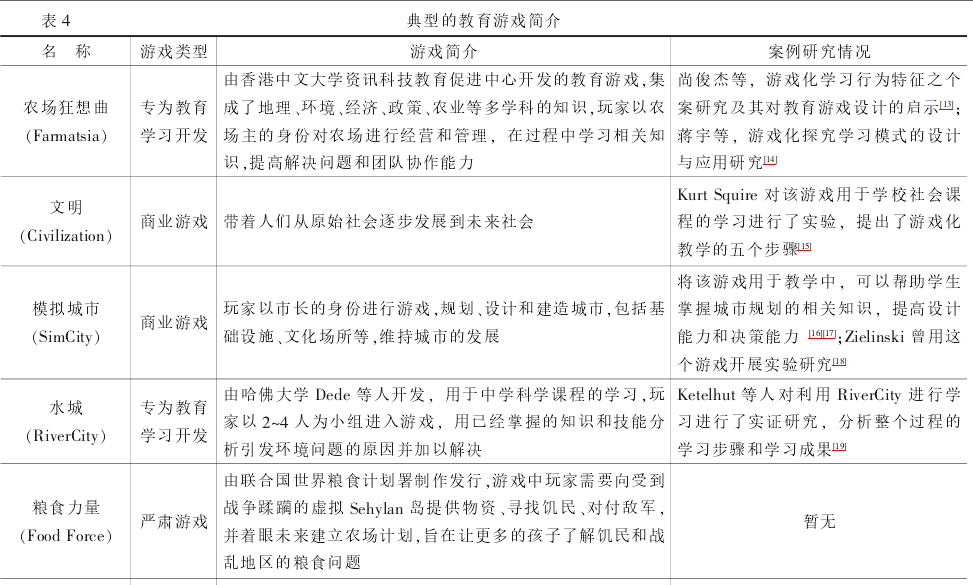 表4 典型的教育游戏简介
名 称 游戏类型 游戏简介 案例研究情况
农场狂想曲
(Farmatsia)
专为教育
学习开发
由香港中文大学资讯科技教育促进中心开发的教育游戏,集
成了地理、环境、经济、政策、农业等多学科的知识,玩家以农
场主的身份对农场进行经营和管理，在过程中学习相关知
识,提高解决问题和团队协作能力
尚俊杰等，游戏化学习行为特征之个
案研究及其对教育游戏设计的启示[13];
蒋宇等，游戏化探究学习模式的设计
与应用研究[14]
文明
(Civilization)
商业游戏
带着人们从原始社会逐步发展到未来社会
Kurt Squire 对该游戏用于学校社会课
程的学习进行了实验，提出了游戏化
教学的五个步骤[15]
模拟城市
(SimCity)
商业游戏
玩家以市长的身份进行游戏,规划、设计和建造城市,包括基
础设施、文化场所等,维持城市的发展
将该游戏用于教学中，可以帮助学生
掌握城市规划的相关知识，提高设计
能力和决策能力 [16][17];Zielinski 曾用这
个游戏开展实验研究[18]
水城
(RiverCity)
专为教育
学习开发
由哈佛大学 Dede 等人开发，用于中学科学课程的学习,玩
家以 2~4 人为小组进入游戏，用已经掌握的知识和技能分
析引发环境问题的原因并加以解决
Ketelhut 等人对利用 RiverCity 进行学
习进行了实证研究，分析整个过程的
学习步骤和学习成果[19]
粮食力量
(Food Force)
严肃游戏
由联合国世界粮食计划署制作发行,游戏中玩家需要向受到
战争蹂躏的虚拟 Sehylan 岛提供物资、寻找饥民、对付敌军,
并着眼未来建立农场计划,旨在让更多的孩子了解饥民和战
乱地区的粮食问题
暂无